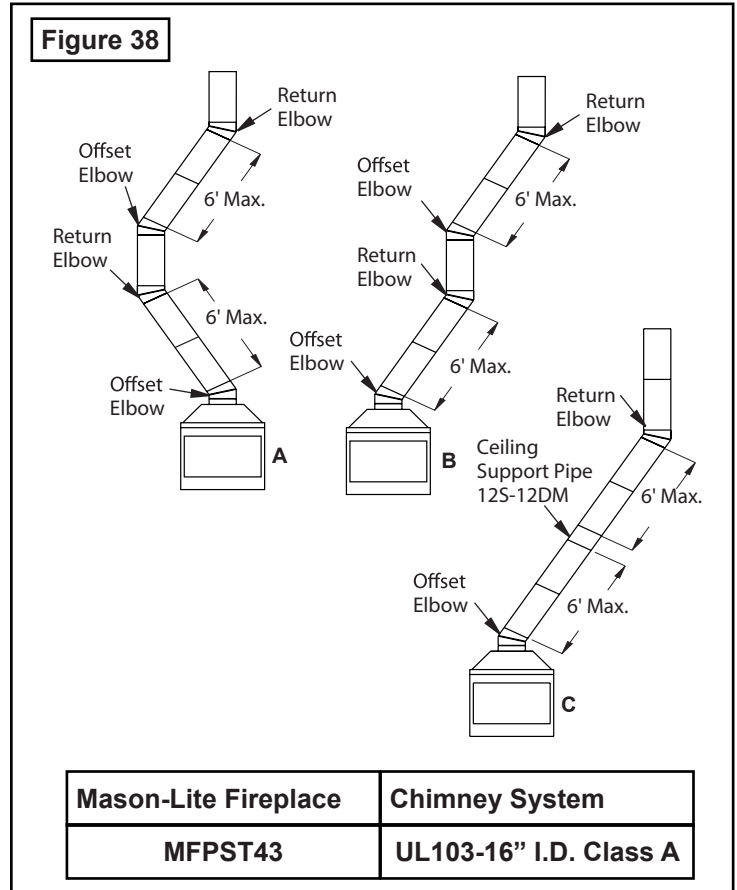 Figure 38
Return
Elbow
Offset
Elbow
6' Max.
Return
Elbow
6' Max.
Offset
Elbow
A
Return
Elbow
Offset
Elbow
6' Max.
Return
Elbow
Offset
Elbow
6' Max.
B
Return
Elbow
Ceiling
Support Pipe
12S-12DM
6' Max.
Offset
Elbow
6' Max.
C
Mason-Lite Fireplace
Chimney System
MFPST43
UL103-16” I.D. Class A